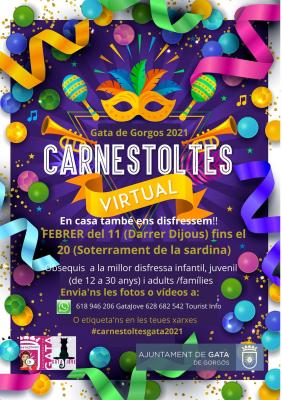 Gata de Gorgos 2021
CARNESTOLTES
VIRTUAL
En casa també ens disfressem!!
FEBRER del 11 (Darrer Dijous) fins el
20 (Soterrament de la sardina)
Obsequis a la millor disfressa infantil, juvenil
(de 12 a 30 anys) i adults /famílies
Envia'ns les fotos o vídeos a:
618 946 206 GataJove 628 682 542 Tourist Info
O etiqueta'ns en les teues xarxes
#carnestoltesgata2021
GATA
AJUNTAMENT DE GATA
DE GORGOS